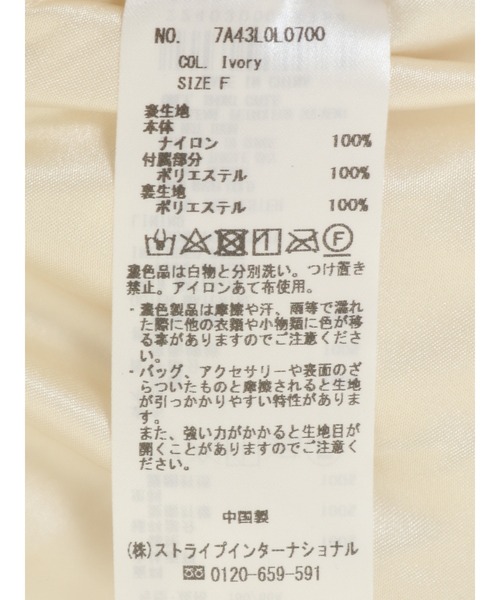 NO. 7A43L0L0700
COL. Ivory
SIZE F
表生地
本体
ナイロン 100%
付属部分
ポリエステル 100%
裏生地
ポリエステル 100%
F
濃色品は白物と分別洗い。つけ置き
禁止。アイロンあて布使用。
・濃色製品は摩擦や汗、雨等で濡れ
た際に他の衣類や小物類に色が移
る事がありますのでご注意くださ
い。
・バッグ、アクセサリーや表面のざ
らついたものと摩擦されると生地
が引っかかりやすい特性がありま
す。
また、強い力がかかると生地目が
開くことがありますのでご注意く
ださい。
中国製
(株)ストライプインターナショナル
0120-659-591